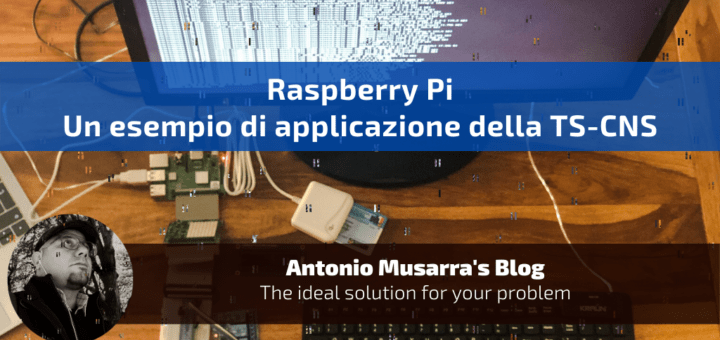 Raspberry Pi
Un esempio di applicazione della TS-CNS
Antonio Musarra's Blog
The ideal solution for your problem